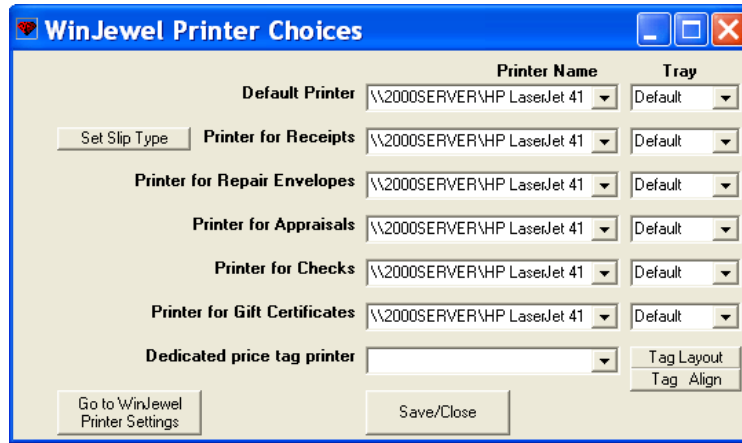 WinJewel Printer Choices
Printer Name Tray
Default Printer \\2000SERVER\HP LaserJet 41 Default
Set Slip Type Printer for Receipts \\2000SERVER\HP LaserJet 41 Default
Printer for Repair Envelopes \\2000SERVER\HP LaserJet 41 Default
Printer for Appraisals \\2000SERVER\HP LaserJet 41 Default
Printer for Checks \\2000SERVER\HP LaserJet 41 Default
Printer for Gift Certificates \\2000SERVER\HP LaserJet 41 Default
Dedicated price tag printer Tag Layout
Tag Align
Go to WinJewel
Printer Settings
Save/Close